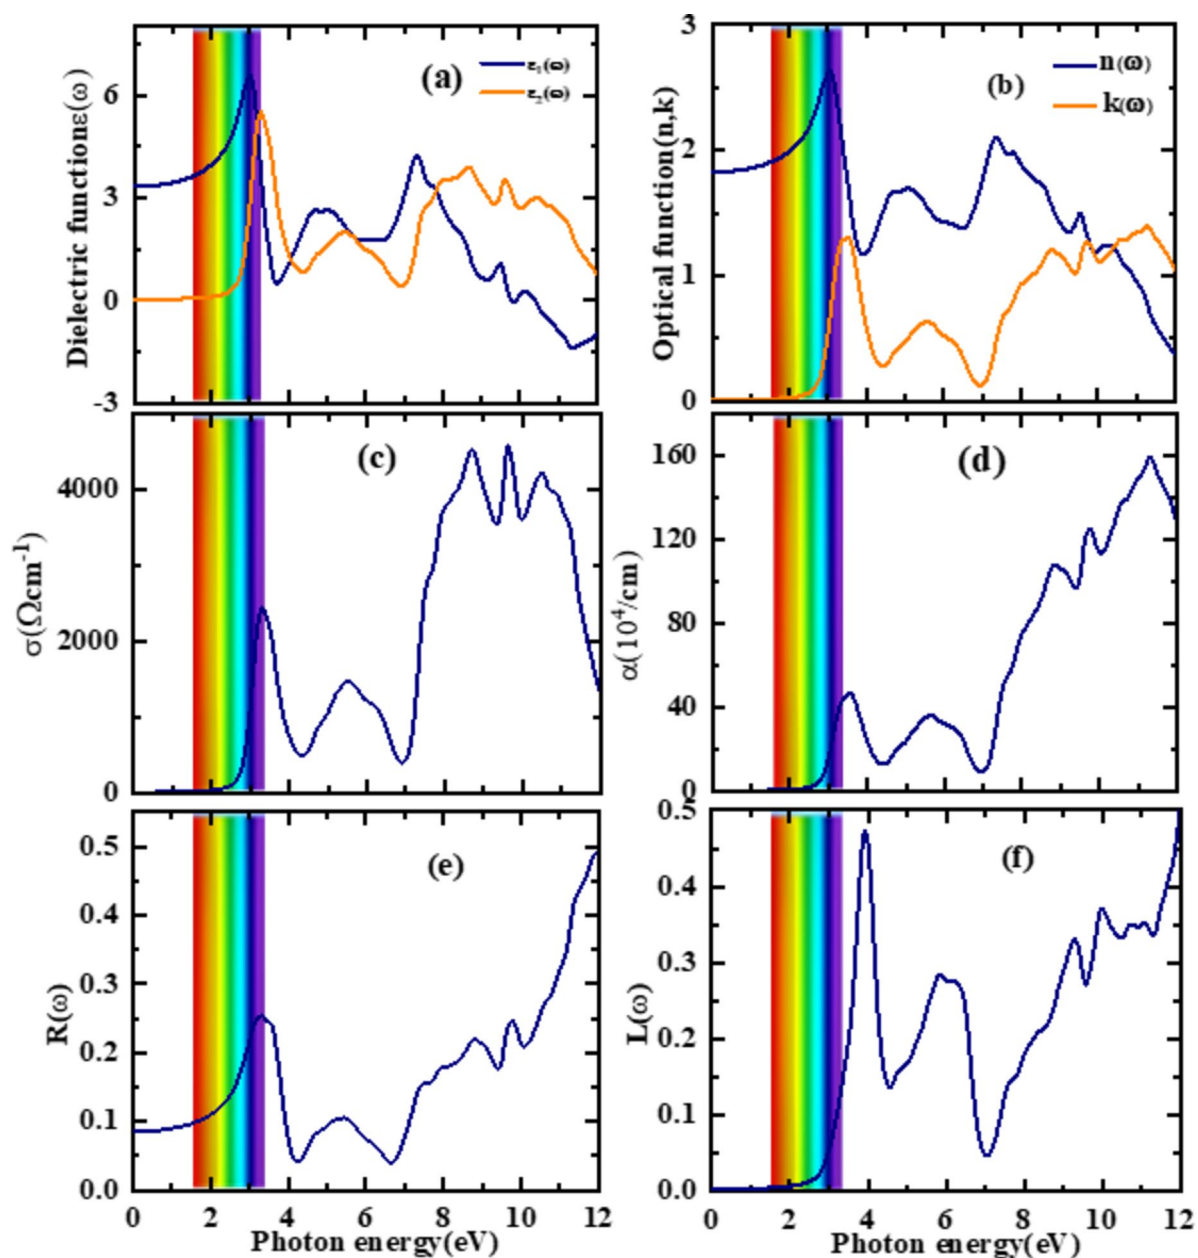 (a)
ε₁(ω)
ε₂(ω)
Dielectric functionε(ω)
6
3
0
-3
(b)
n(ω)
k(ω)
Optical function(n,k)
3
2
1
0
(c)
σ(Ωcm⁻¹)
4000
2000
0
(d)
α(10⁴/cm)
160
120
80
40
0
(e)
R(ω)
0.5
0.4
0.3
0.2
0.1
0.0
0 2 4 6 8 10 12
Photon energy(eV)
(f)
L(ω)
0.5
0.4
0.3
0.2
0.1
0.0
0 2 4 6 8 10 12
Photon energy(eV)